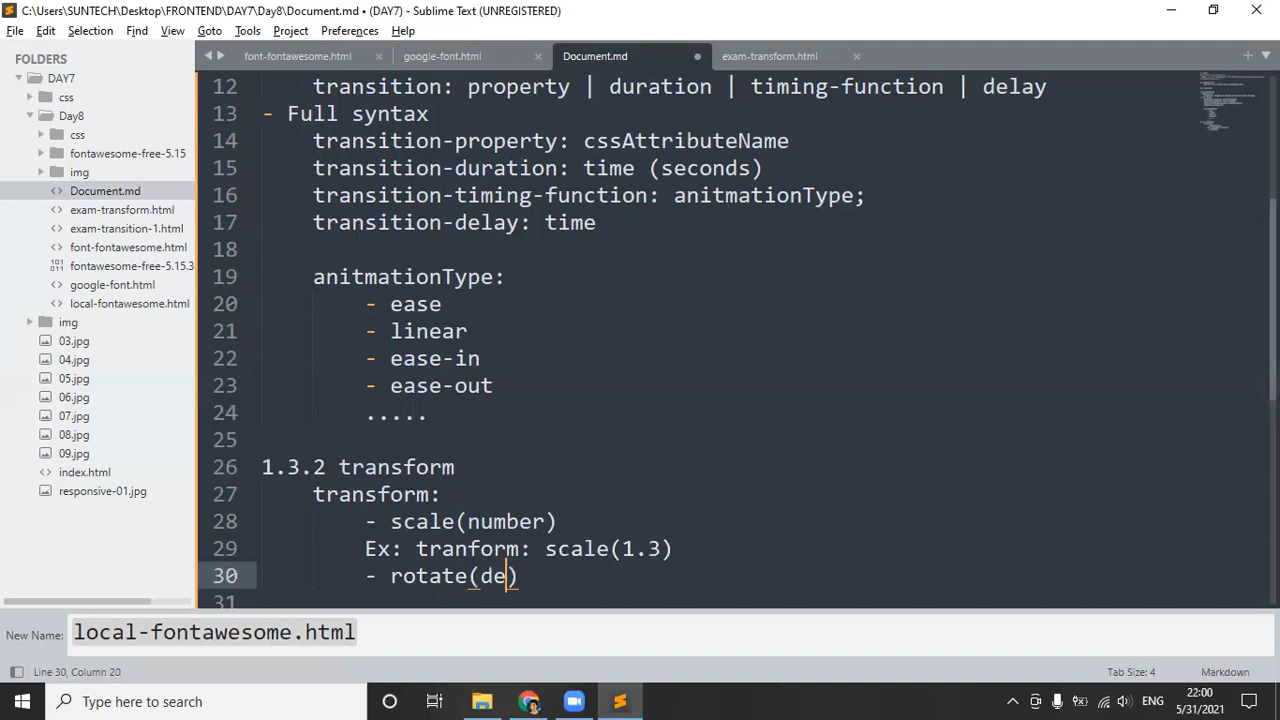 C:\Users\SUNTECH\Desktop\FRONTEND\DAY7\Day8\Document.md • (DAY7) - Sublime Text (UNREGISTERED)
File Edit Selection Find View Goto Tools Project Preferences Help
FOLDERS
DAY7
css
Day8
css
fontawesome-free-5.15
img
Document.md
exam-transform.html
exam-transition-1.html
font-fontawesome.html
fontawesome-free-5.15.3
google-font.html
local-fontawesome.html
img
03.jpg
04.jpg
05.jpg
06.jpg
07.jpg
08.jpg
09.jpg
index.html
responsive-01.jpg
font-fontawesome.html google-font.html Document.md exam-transform.html
12 transition: property | duration | timing-function | delay
13 - Full syntax
14 transition-property: cssAttributeName
15 transition-duration: time (seconds)
16 transition-timing-function: anitmationType;
17 transition-delay: time
18
19 anitmationType:
20 - ease
21 - linear
22 - ease-in
23 - ease-out
24 .....
25
26 1.3.2 transform
27 transform:
28 - scale(number)
29 Ex: tranform: scale(1.3)
30 - rotate(de)
31
New Name: local-fontawesome.html
Line 30, Column 20 Tab Size: 4 Markdown
Type here to search ENG 22:00
5/31/2021